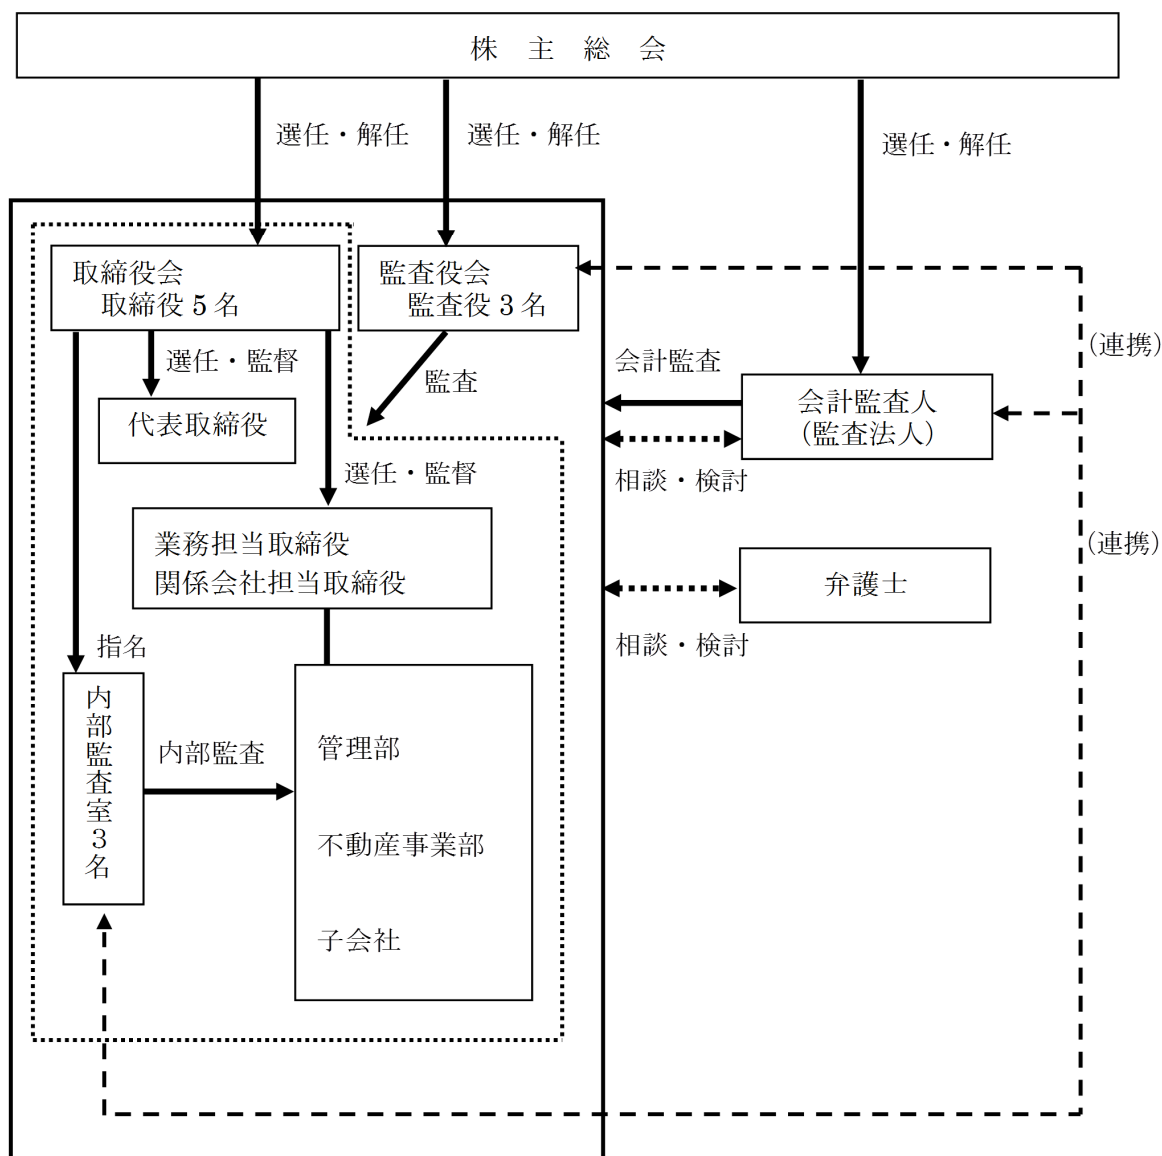 株　主　総　会
選任・解任
選任・解任
選任・解任
取締役会
取締役５名
監査役会
監査役３名
(連携)
選任・監督
監査
会計監査
会計監査人
(監査法人)
代表取締役
選任・監督
相談・検討
業務担当取締役
関係会社担当取締役
(連携)
弁護士
指名
相談・検討
内部監査室３名
内部監査
管理部
不動産事業部
子会社